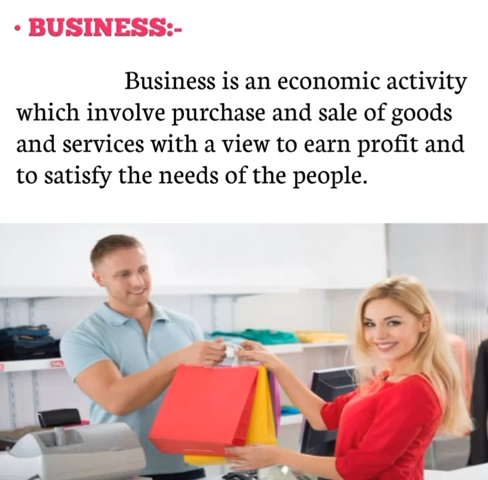 • BUSINESS:-
Business is an economic activity
which involve purchase and sale of goods
and services with a view to earn profit and
to satisfy the needs of the people.